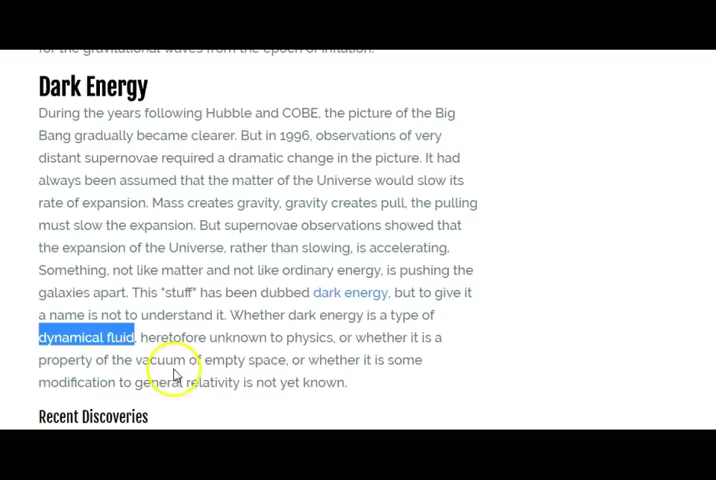 for the gravitational waves from the epoch of inflation.
Dark Energy
During the years following Hubble and COBE, the picture of the Big
Bang gradually became clearer. But in 1996, observations of very
distant supernovae required a dramatic change in the picture. It had
always been assumed that the matter of the Universe would slow its
rate of expansion. Mass creates gravity, gravity creates pull, the pulling
must slow the expansion. But supernovae observations showed that
the expansion of the Universe, rather than slowing, is accelerating.
Something, not like matter and not like ordinary energy, is pushing the
galaxies apart. This "stuff" has been dubbed dark energy, but to give it
a name is not to understand it. Whether dark energy is a type of
dynamical fluid, heretofore unknown to physics, or whether it is a
property of the vacuum of empty space, or whether it is some
modification to general relativity is not yet known.
Recent Discoveries